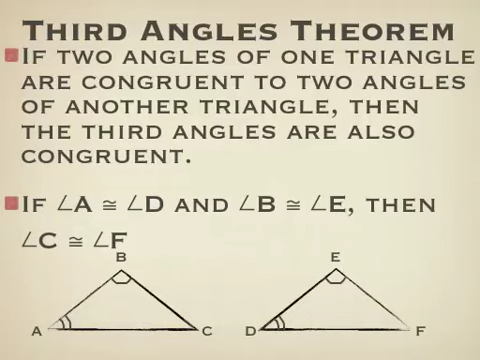 Third Angles Theorem
If two angles of one triangle
are congruent to two angles
of another triangle, then
the third angles are also
congruent.
If ∠A ≅ ∠D and ∠B ≅ ∠E, then
∠C ≅ ∠F
B E
A C D F